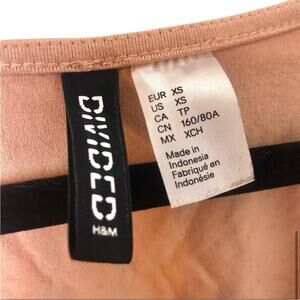 DIVIDED
H&M
EUR XS
US XS
CA TP
CN 160/80A
MX XCH
Made in
Indonesia
Fabriqué en
Indonésie